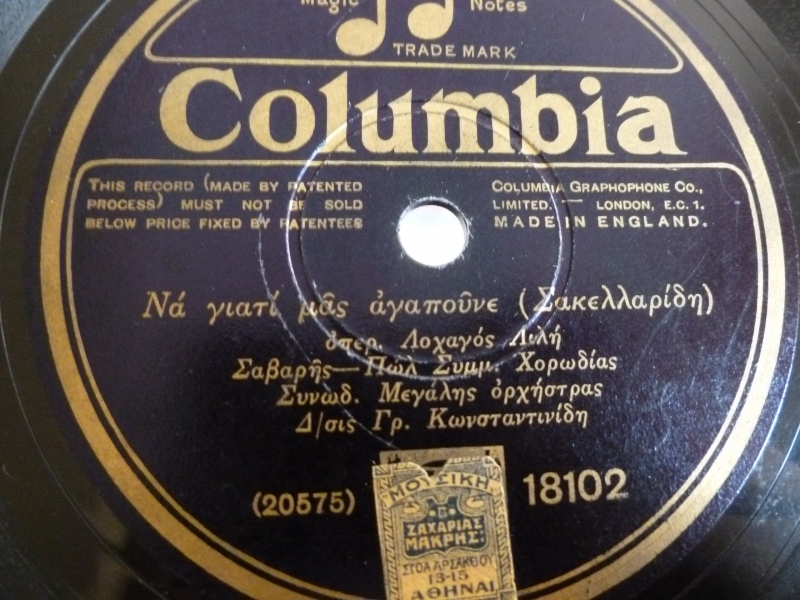 Magic Notes
TRADE MARK
Columbia
THIS RECORD (MADE BY PATENTED
PROCESS) MUST NOT BE SOLD
BELOW PRICE FIXED BY PATENTEES
COLUMBIA GRAPHOPHONE CO.,
LIMITED. — LONDON, E.C.1.
MADE IN ENGLAND.
Νά γιατί μᾶς ἀγαποῦνε (Σακελλαρίδη)
ὀπερ. Λοχαγός Λιλή
Σαβαρῆς—Πῶλ Συμμ. Χορωδίας
Συνωδ. Μεγάλης ὀρχήστρας
Δ/σις Γρ. Κωνσταντινίδη
(20575)
18102
ΜΟΥΣΙΚΗ
ΖΑΧΑΡΙΑΣ
ΜΑΚΡΗΣ:
ΣΤΟΑ ΑΡΣΑΚΕΙΟΥ
13-15
ΑΘΗΝΑΙ